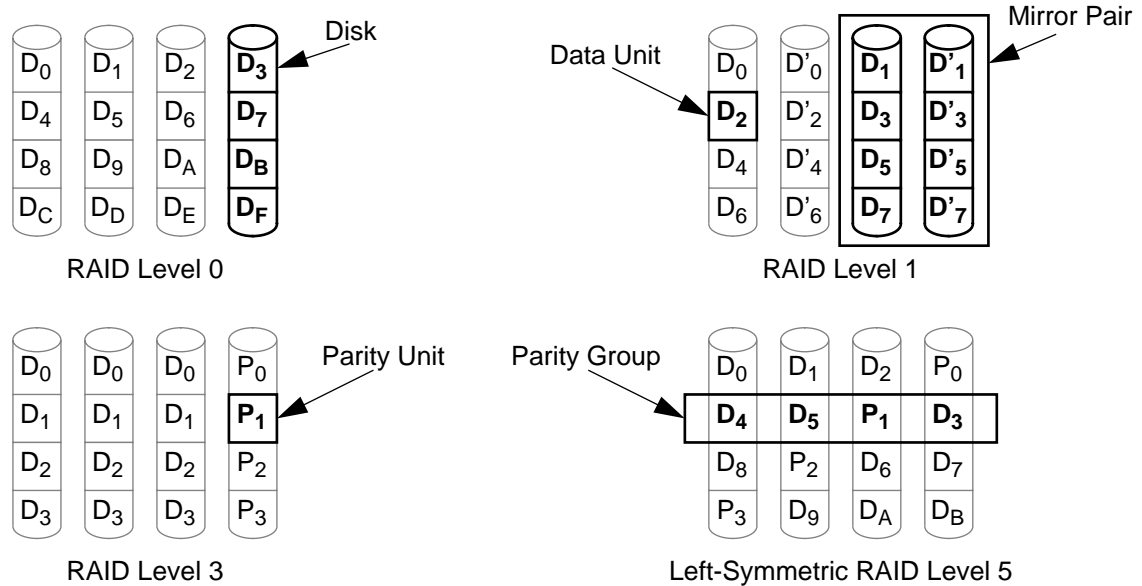 Disk
D0 D1 D2 D3
D4 D5 D6 D7
D8 D9 DA DB
DC DD DE DF
RAID Level 0
Mirror Pair
Data Unit
D0 D'0 D1 D'1
D2 D'2 D3 D'3
D4 D'4 D5 D'5
D6 D'6 D7 D'7
RAID Level 1
Parity Unit
D0 D0 D0 P0
D1 D1 D1 P1
D2 D2 D2 P2
D3 D3 D3 P3
RAID Level 3
Parity Group
D0 D1 D2 P0
D4 D5 P1 D3
D8 P2 D6 D7
P3 D9 DA DB
Left-Symmetric RAID Level 5